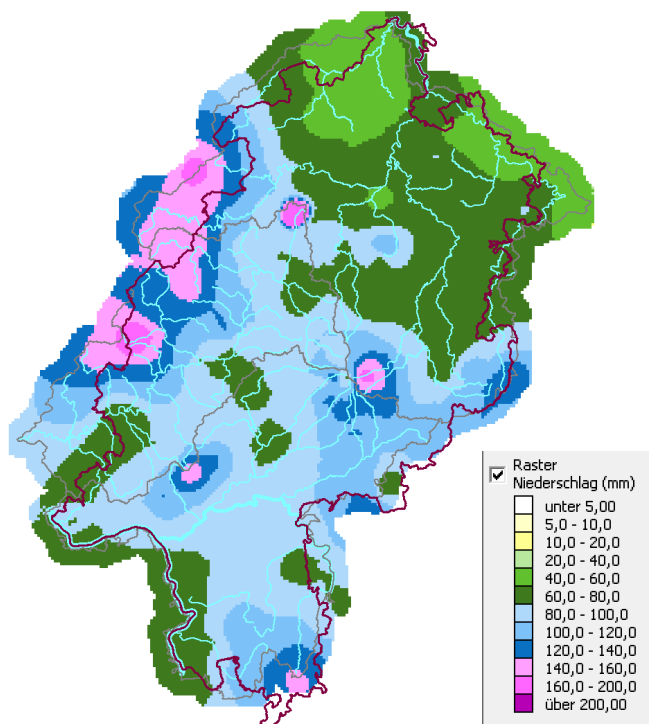 Raster
Niederschlag (mm)
unter 5,00
5,0 - 10,0
10,0 - 20,0
20,0 - 40,0
40,0 - 60,0
60,0 - 80,0
80,0 - 100,0
100,0 - 120,0
120,0 - 140,0
140,0 - 160,0
160,0 - 200,0
über 200,00